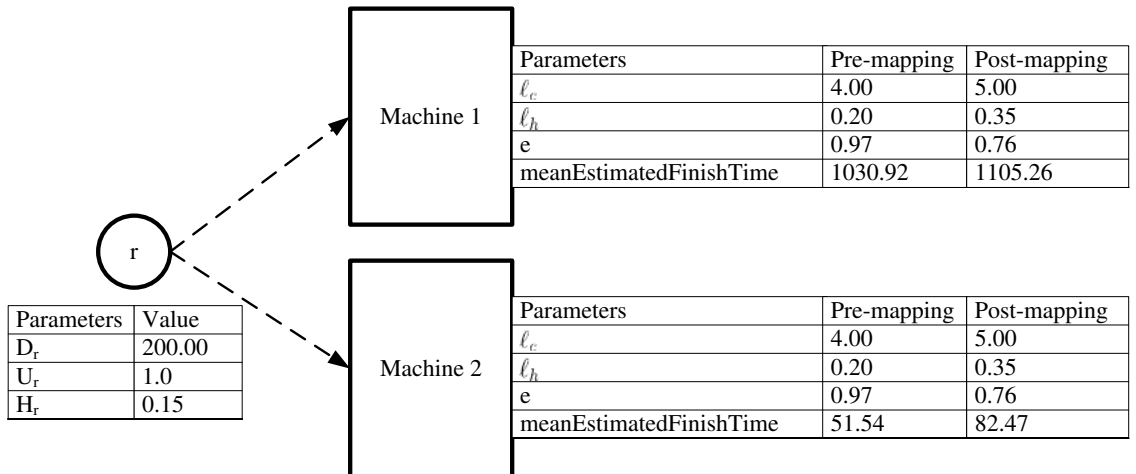 Parameters Pre-mapping Post-mapping
ℓc 4.00 5.00
Machine 1
ℓh 0.20 0.35
e 0.97 0.76
meanEstimatedFinishTime 1030.92 1105.26
r
Parameters Value
Dr 200.00
Ur 1.0
Hr 0.15
Parameters Pre-mapping Post-mapping
ℓc 4.00 5.00
Machine 2
ℓh 0.20 0.35
e 0.97 0.76
meanEstimatedFinishTime 51.54 82.47